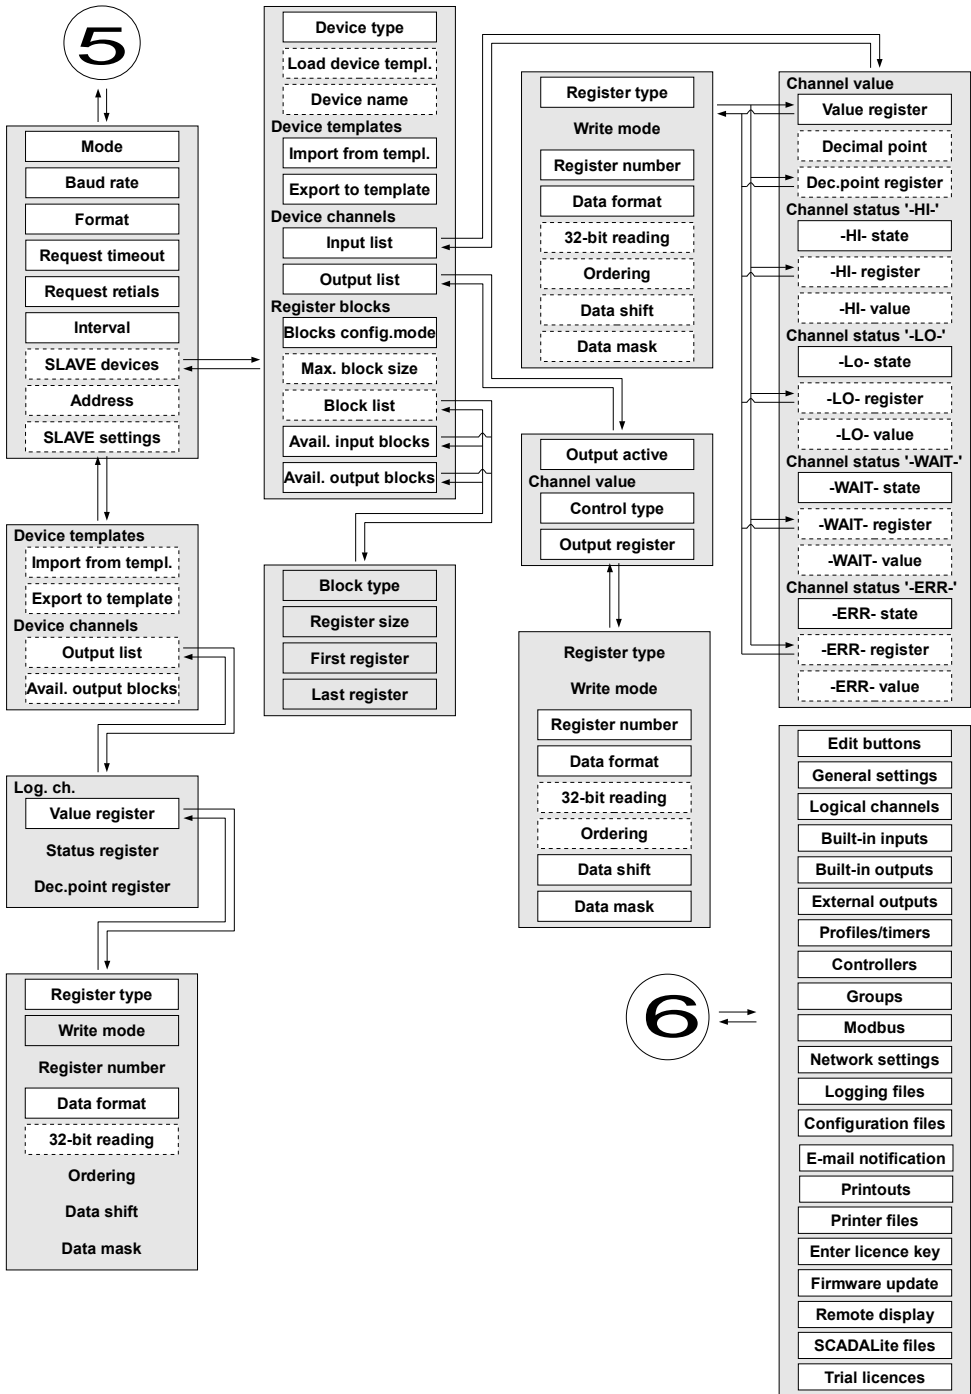 5
Mode
Baud rate
Format
Request timeout
Request retials
Interval
SLAVE devices
Address
SLAVE settings
Device templates
Import from templ.
Export to template
Device channels
Output list
Avail. output blocks
Log. ch.
Value register
Status register
Dec.point register
Register type
Write mode
Register number
Data format
32-bit reading
Ordering
Data shift
Data mask
Device type
Load device templ.
Device name
Device templates
Import from templ.
Export to template
Device channels
Input list
Output list
Register blocks
Blocks config.mode
Max. block size
Block list
Avail. input blocks
Avail. output blocks
Block type
Register size
First register
Last register
Register type
Write mode
Register number
Data format
32-bit reading
Ordering
Data shift
Data mask
Output active
Channel value
Control type
Output register
Register type
Write mode
Register number
Data format
32-bit reading
Ordering
Data shift
Data mask
Channel value
Value register
Decimal point
Dec.point register
Channel status '-HI-'
-HI- state
-HI- register
-HI- value
Channel status '-LO-'
-Lo- state
-LO- register
-LO- value
Channel status '-WAIT-'
-WAIT- state
-WAIT- register
-WAIT- value
Channel status '-ERR-'
-ERR- state
-ERR- register
-ERR- value
6
Edit buttons
General settings
Logical channels
Built-in inputs
Built-in outputs
External outputs
Profiles/timers
Controllers
Groups
Modbus
Network settings
Logging files
Configuration files
E-mail notification
Printouts
Printer files
Enter licence key
Firmware update
Remote display
SCADALite files
Trial licences